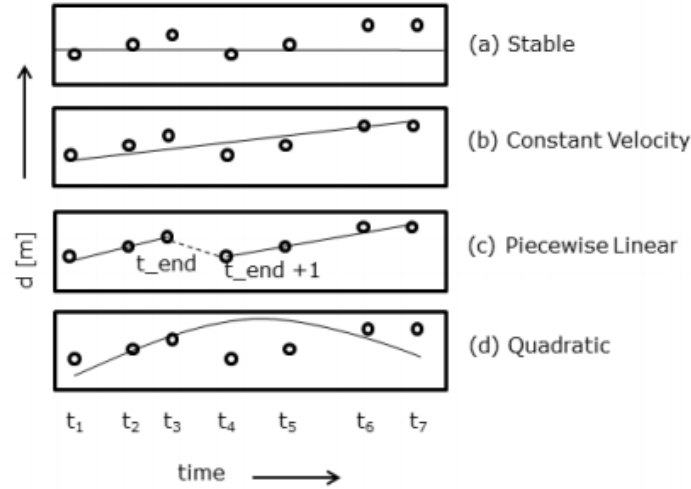 (a) Stable
(b) Constant Velocity
d [m]
(c) Piecewise Linear
t_end
t_end +1
(d) Quadratic
t₁ t₂ t₃ t₄ t₅ t₆ t₇
time